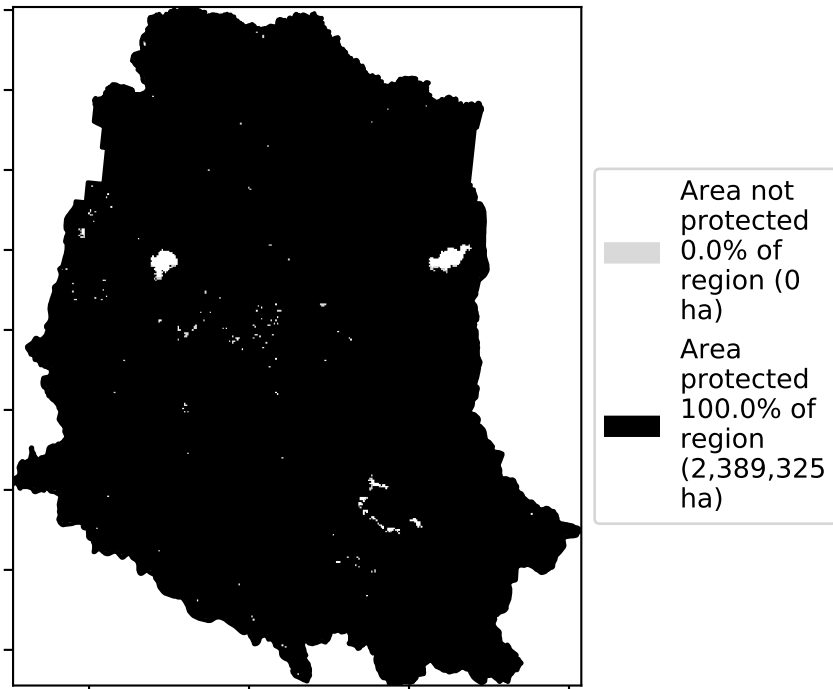 Area not
protected
0.0% of
region (0
ha)
Area
protected
100.0% of
region
(2,389,325
ha)